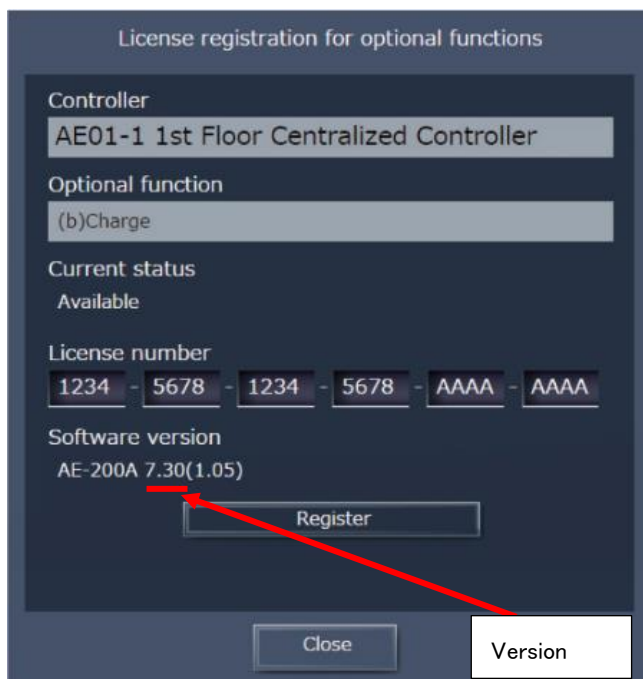 License registration for optional functions
Controller
AE01-1 1st Floor Centralized Controller
Optional function
(b)Charge
Current status
Available
License number
1234 - 5678 - 1234 - 5678 - AAAA - AAAA
Software version
AE-200A 7.30(1.05)
Register
Close
Version